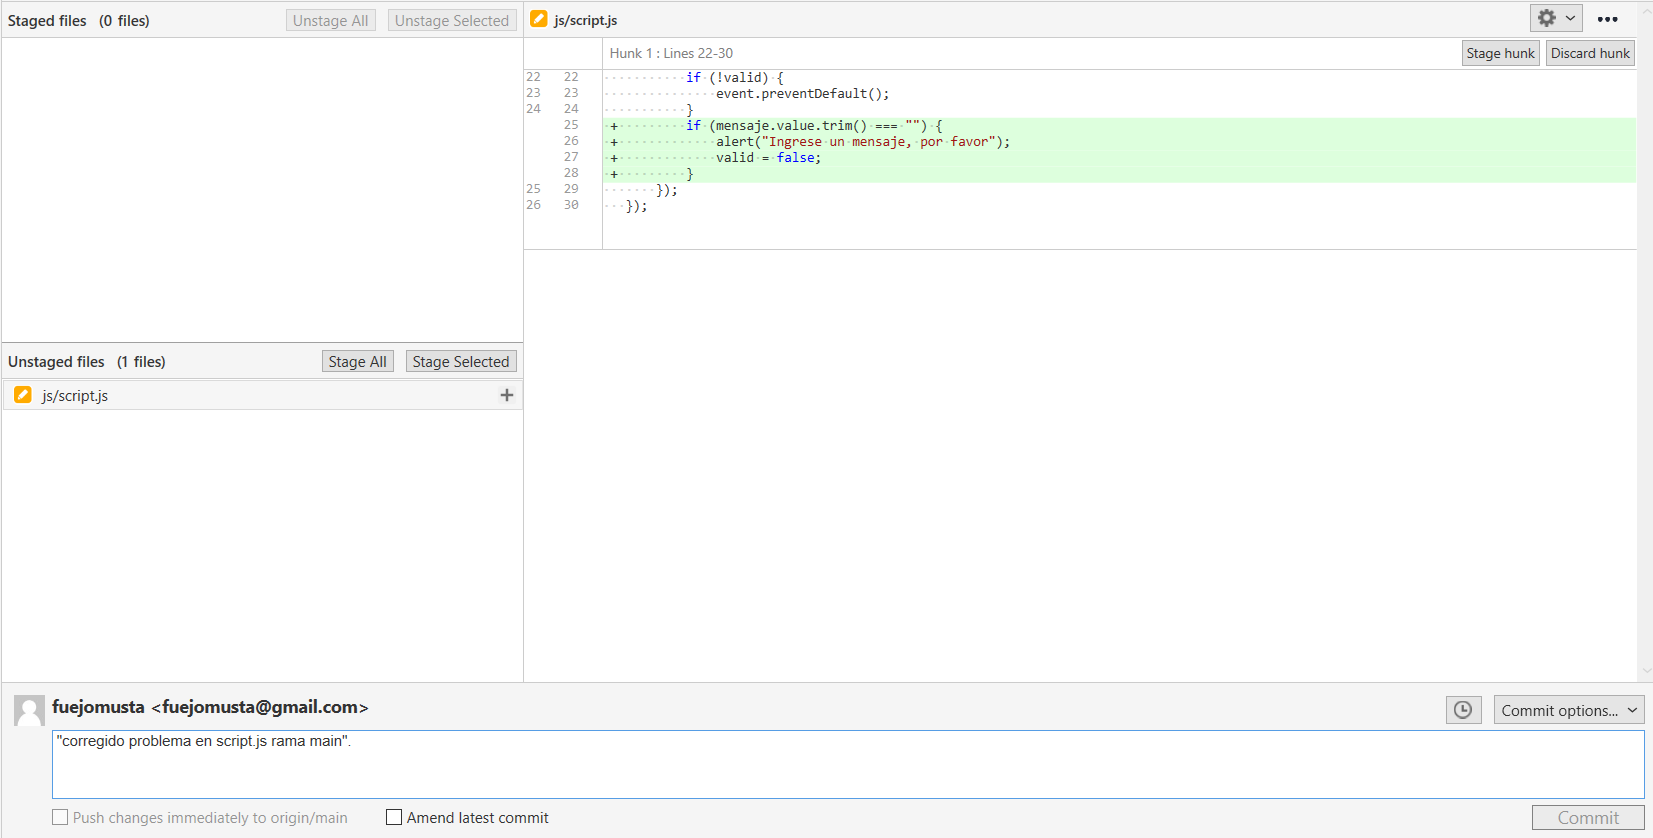 Staged files (0 files) Unstage All Unstage Selected
js/script.js
Hunk 1 : Lines 22-30 Stage hunk Discard hunk
22 22 if (!valid) {
23 23 event.preventDefault();
24 24 }
25 + if (mensaje.value.trim() === "") {
26 + alert("Ingrese un mensaje, por favor");
27 + valid = false;
28 + }
25 29 });
26 30 });
Unstaged files (1 files) Stage All Stage Selected
js/script.js
fuejomusta <fuejomusta@gmail.com>
Commit options...
"corregido problema en script.js rama main".
Push changes immediately to origin/main Amend latest commit Commit